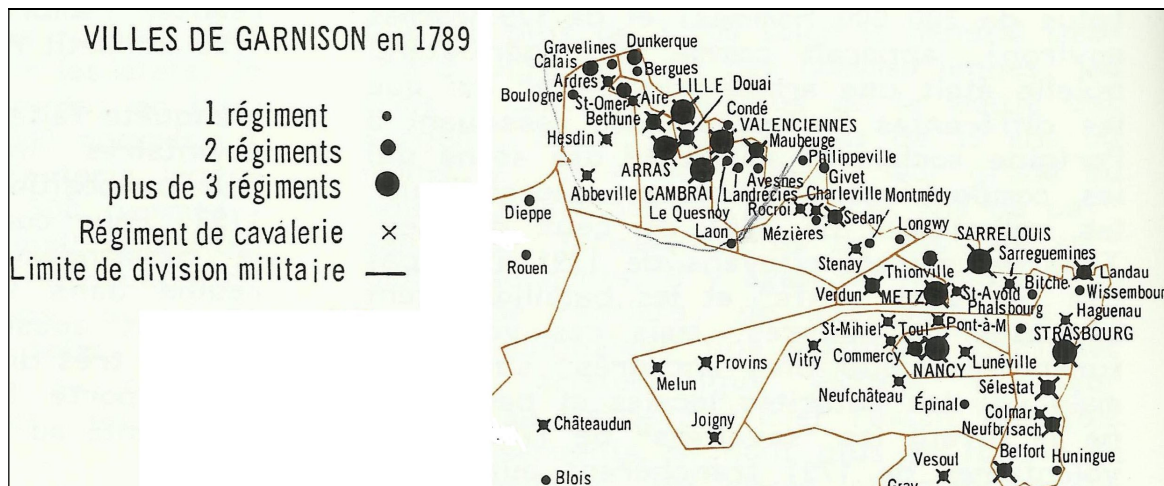 VILLES DE GARNISON en 1789
1 régiment
2 régiments
plus de 3 régiments
Régiment de cavalerie
Limite de division militaire
Dunkerque
Gravelines
Calais
Bergues
Ardres
LILLE
Douai
Boulogne
St-Omer
Aire
Bethune
Condé
VALENCIENNES
Hesdin
Maubeuge
ARRAS
Philippeville
Givet
Abbeville
CAMBRAI
Avesnes
Landrecies
Charleville
Montmédy
Dieppe
Le Quesnoy
Rocroi
Sedan
Longwy
Laon
Mézières
SARRELOUIS
Rouen
Stenay
Sarreguemines
Thionville
Landau
Verdun
METZ
St-Avold
Bitche
Wissembour
Phalsbourg
Haguenau
St-Mihiel
Toul
Pont-à-M
STRASBOURG
Vitry
Commercy
Provins
NANCY
Lunéville
Melun
Neufchâteau
Sélestat
Épinal
Colmar
Châteaudun
Joigny
Neufbrisach
Belfort
Huningue
Vesoul
Blois
Gray